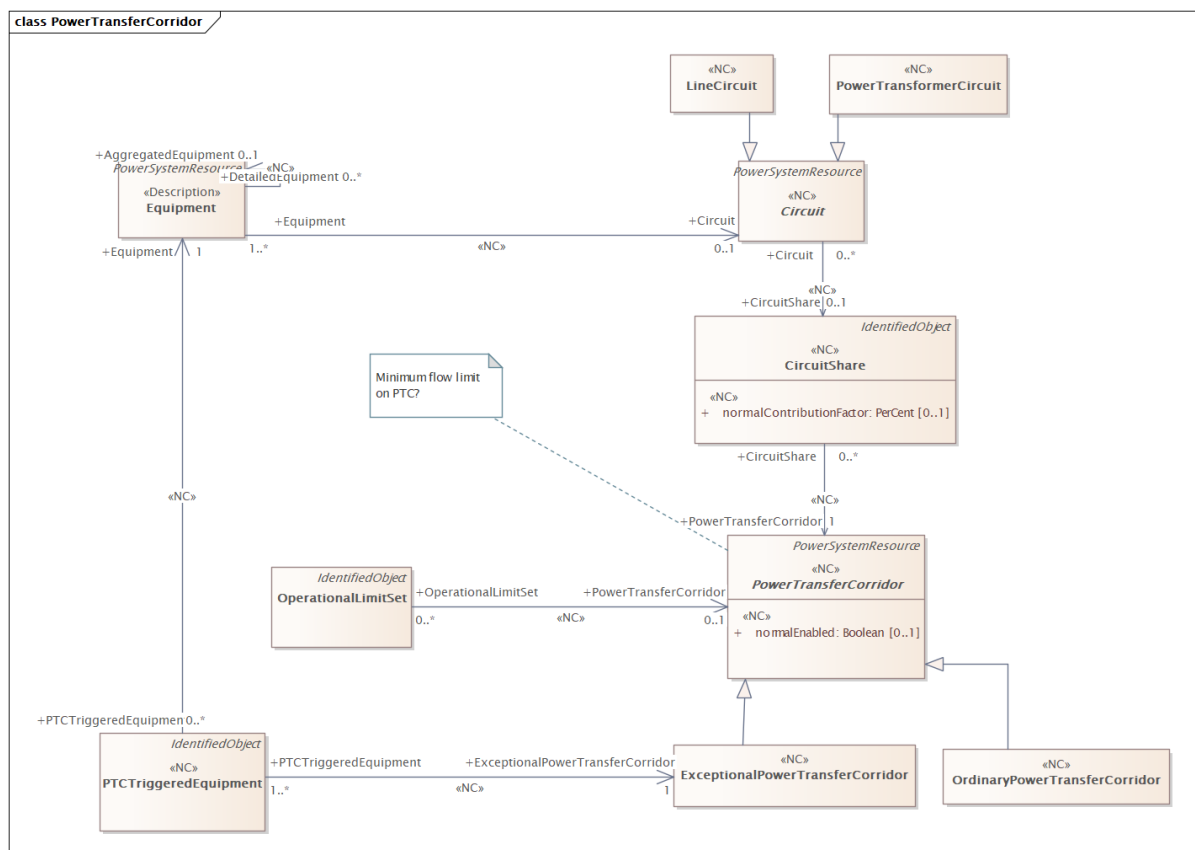 class PowerTransferCorridor
«NC»
LineCircuit
«NC»
PowerTransformerCircuit
+AggregatedEquipment 0..1
PowerSystemResource
«NC»
+DetailedEquipment 0..*
«Description»
Equipment
PowerSystemResource
«NC»
Circuit
+Equipment
1..*
«NC»
+Circuit
0..1
+Equipment
1
+Circuit
0..*
«NC»
+CircuitShare
0..1
IdentifiedObject
«NC»
CircuitShare
«NC»
+ normalContributionFactor: PerCent [0..1]
Minimum flow limit
on PTC?
+CircuitShare
0..*
«NC»
«NC»
+PowerTransferCorridor
1
PowerSystemResource
«NC»
PowerTransferCorridor
«NC»
+ normalEnabled: Boolean [0..1]
IdentifiedObject
OperationalLimitSet
+OperationalLimitSet
0..*
«NC»
+PowerTransferCorridor
0..1
+PTCTriggeredEquipmen
0..*
IdentifiedObject
«NC»
PTCTriggeredEquipment
+PTCTriggeredEquipment
1..*
«NC»
+ExceptionalPowerTransferCorridor
1
«NC»
ExceptionalPowerTransferCorridor
«NC»
OrdinaryPowerTransferCorridor